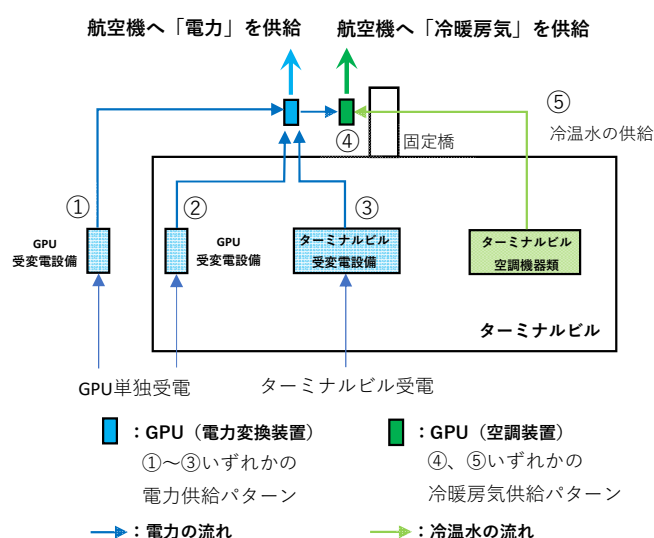 航空機へ「電力」を供給
航空機へ「冷暖房気」を供給
⑤
④
固定橋
冷温水の供給
①
②
③
GPU
受変電設備
GPU
受変電設備
ターミナルビル
受変電設備
ターミナルビル
空調機器類
ターミナルビル
GPU単独受電
ターミナルビル受電
：GPU（電力変換装置）
①～③いずれかの
電力供給パターン
：GPU（空調装置）
④、⑤いずれかの
冷暖房気供給パターン
：電力の流れ
：冷温水の流れ